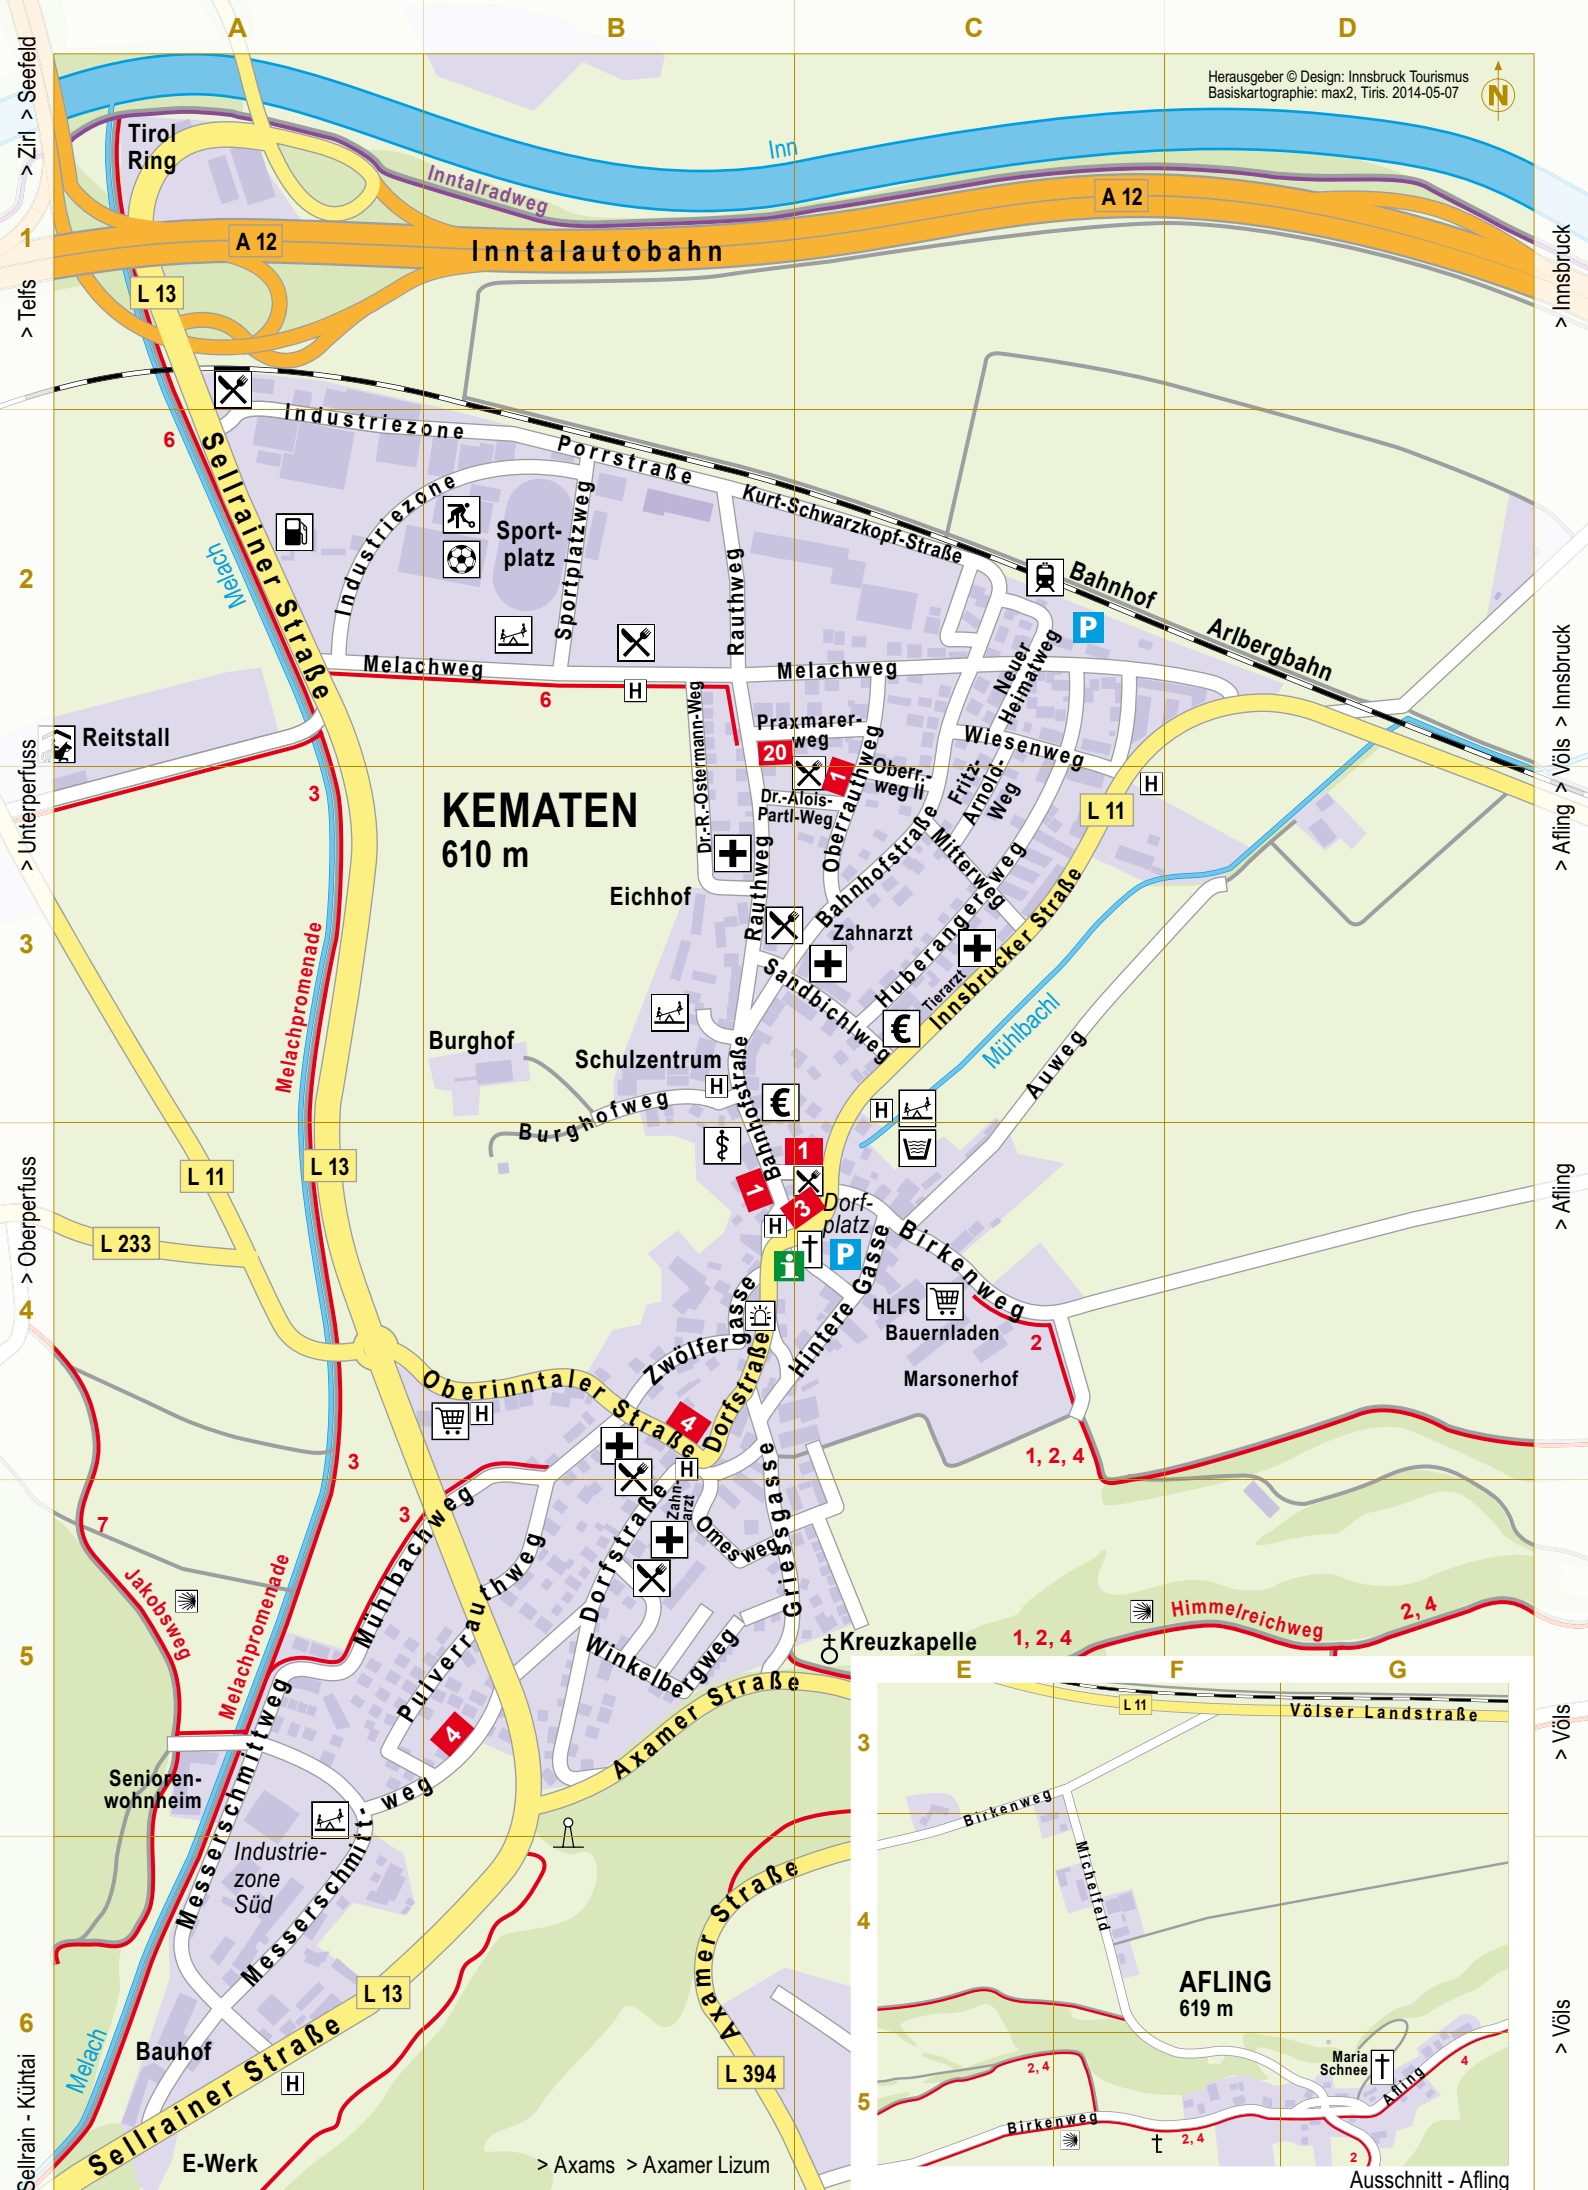 A
B
C
D
Herausgeber © Design: Innsbruck Tourismus
Basiskartographie: max2, Tiris. 2014-05-07
N
> Zirl > Seefeld
Tirol
Ring
Inn
Inntalradweg
A 12
1
A 12
Inntalautobahn
> Innsbruck
> Telfs
L 13
Industriezone
6
Sellrainer Straße
Porrstraße
Kurt-Schwarzkopf-Straße
Industriezone
Sport-
platz
Sportplatzweg
Rauthweg
Melach
2
Bahnhof
P
Arlbergbahn
Neuer
Heimatweg
Melachweg
Melachweg
6
H
Dr.-R.-Ostermann-Weg
Praxmarer-
weg
20
1
Oberr.-
weg II
Oberrauthweg
Wiesenweg
Fritz-
Arnold-
Weg
Reitstall
> Unterperfuss
> Afling > Völs > Innsbruck
3
KEMATEN
610 m
Dr.-Alois-
Partl-Weg
H
L 11
Mitterweg
Bahnhofstraße
Huberangerweg
Innsbrucker Straße
Eichhof
Rauthweg
Zahnarzt
3
Sandbichlweg
Tierarzt
€
Melachpromenade
Burghof
Schulzentrum
H
Burghofweg
Bahnhofstraße
€
H
Mühlbachl
Auweg
L 11
L 13
L 233
> Oberperfuss
> Afling
1
1
3
Dorf-
platz
H
i
P
Birkenweg
Hintere Gasse
4
HLFS
Bauernladen
2
Marsonerhof
Zwölfergasse
Dorfstraße
Oberinntaler Straße
H
4
H
3
1, 2, 4
Griessgasse
3
Mühlbachweg
7
Zahn-
arzt
Omesweg
Dorfstraße
Puiverrauthweg
Jakobsweg
Melachpromenade
Winkelbergweg
Axamer Straße
5
Kreuzkapelle
1, 2, 4
Himmelreichweg
2, 4
4
Messerschmittweg
Senioren-
wohnheim
Messerschmitt- weg
Industrie-
zone
Süd
Axamer Straße
L 13
6
Bauhof
Melach
H
Sellrainer Straße
L 394
E-Werk
> Axams > Axamer Lizum
Sellrain - Kühtai
E
F
G
L 11
Völser Landstraße
3
> Völs
Birkenweg
Michelfeld
4
AFLING
619 m
> Völs
Maria
Schnee
2, 4
4
Afling
5
Birkenweg
2, 4
2
Ausschnitt - Afling